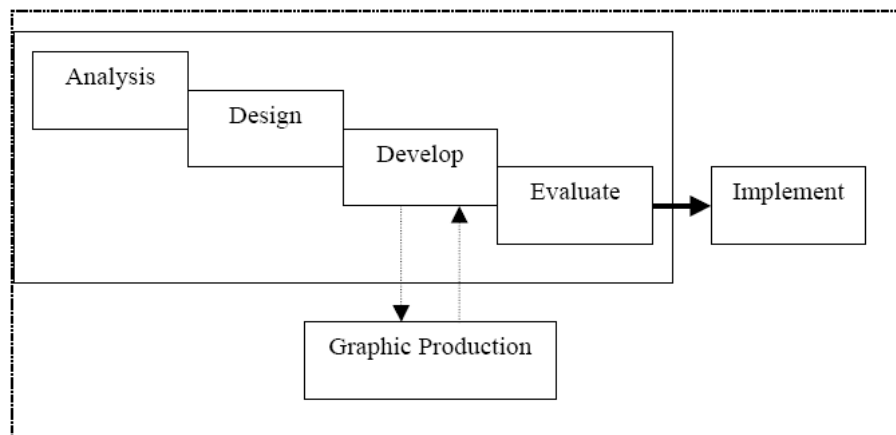 Analysis
Design
Develop
Evaluate
Implement
Graphic Production